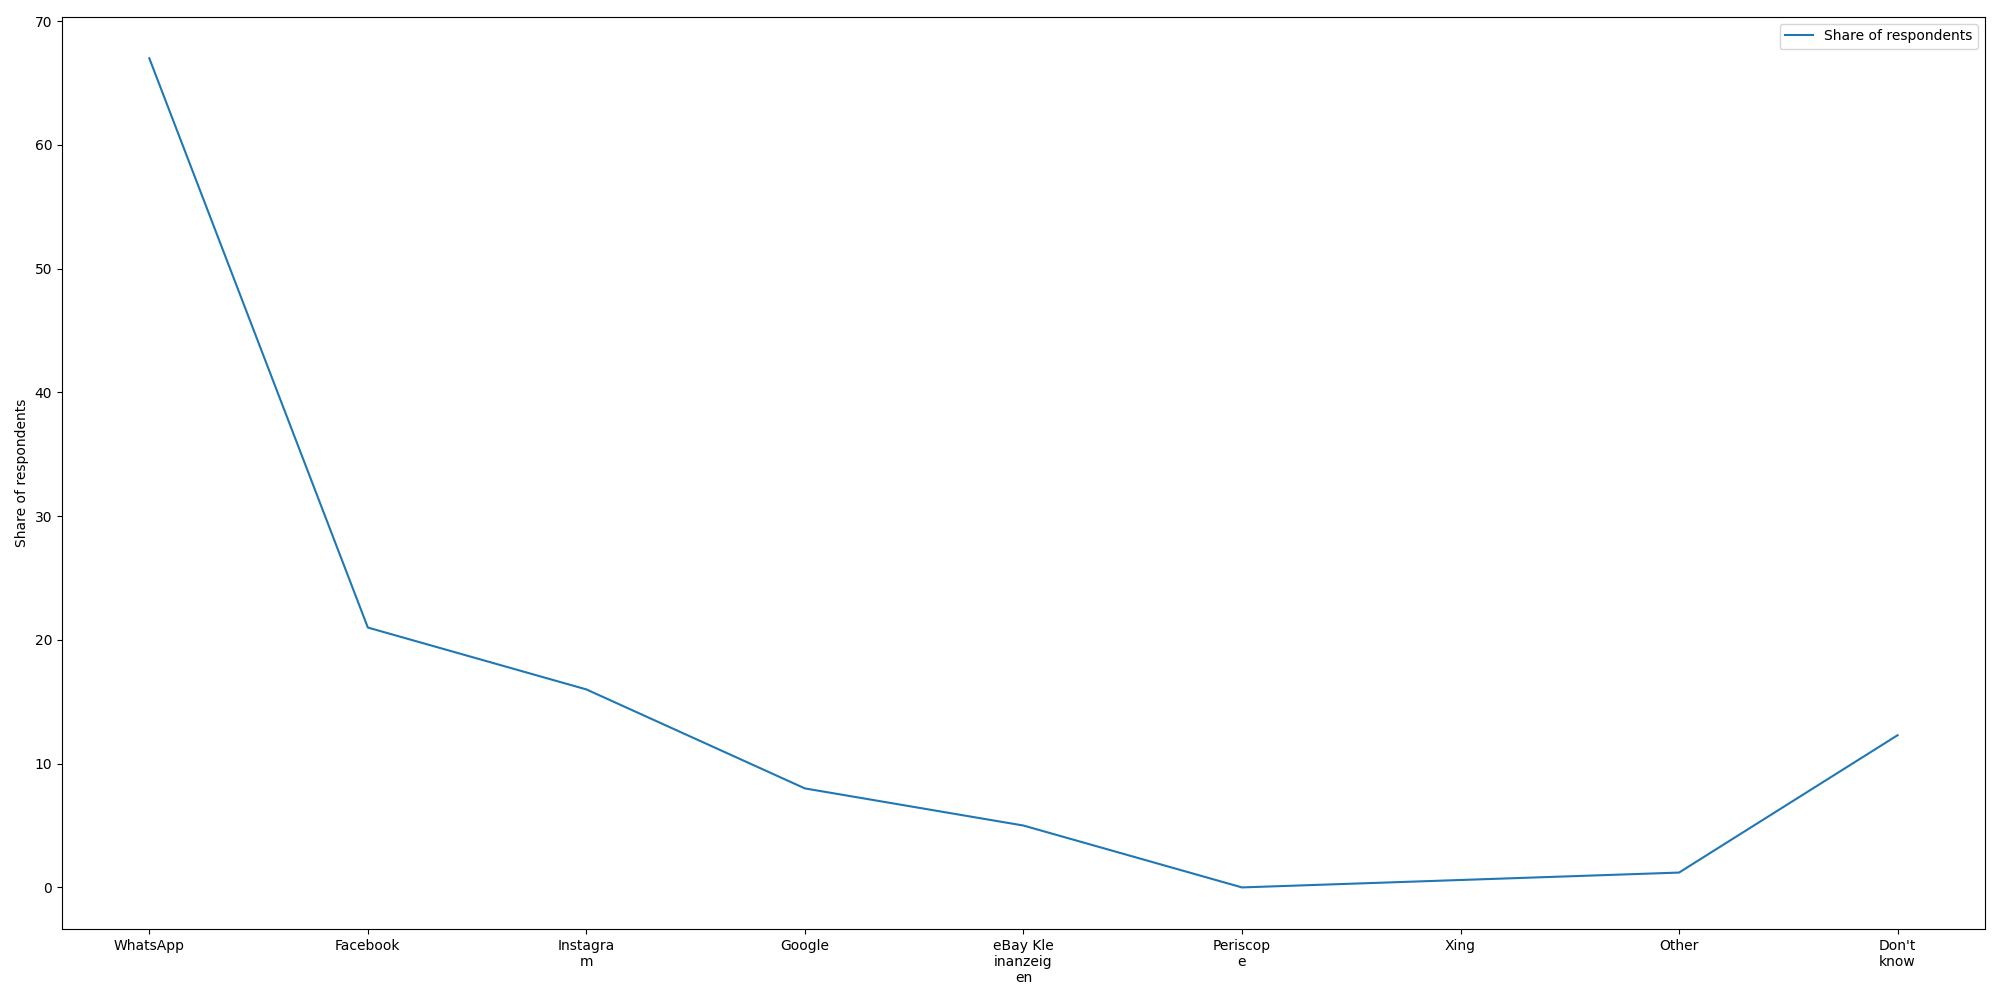 70
60
50
40
30
20
10
0
Share of respondents
Share of respondents
WhatsApp
Facebook
Instagra
m
Google
eBay Kle
inanzeig
en
Periscop
e
Xing
Other
Don't
know